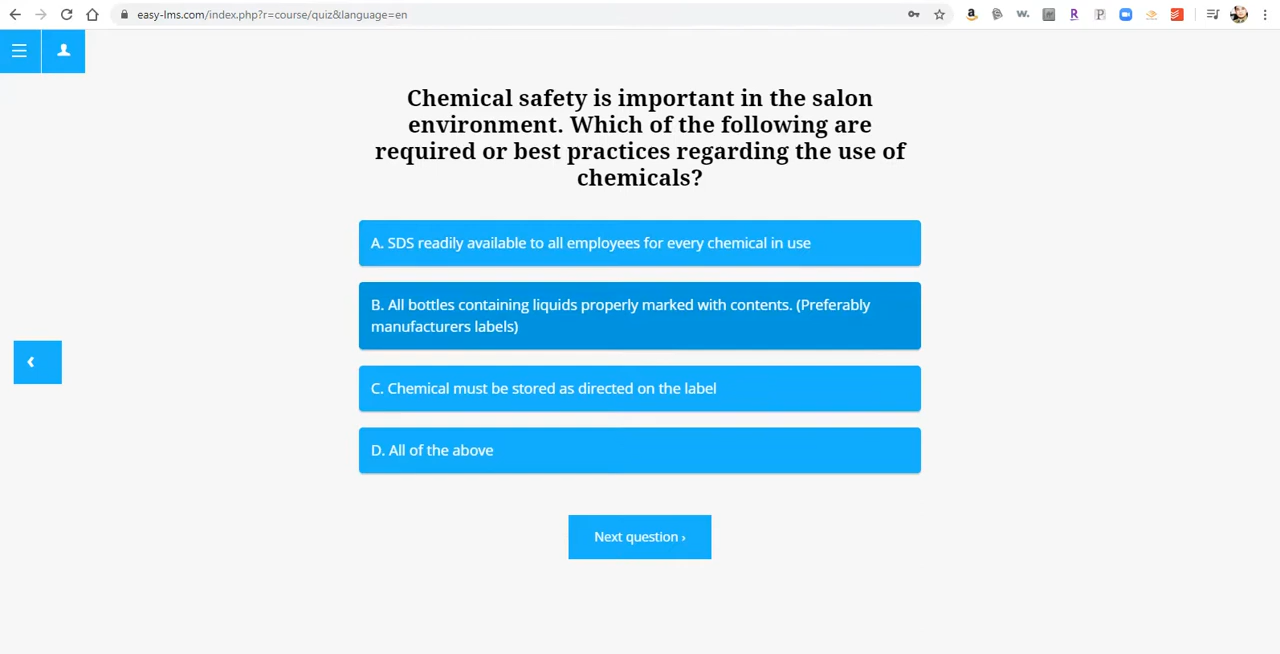 easy-lms.com/index.php?r=course/quiz&language=en
Chemical safety is important in the salon
environment. Which of the following are
required or best practices regarding the use of
chemicals?
A. SDS readily available to all employees for every chemical in use
B. All bottles containing liquids properly marked with contents. (Preferably
manufacturers labels)
C. Chemical must be stored as directed on the label
D. All of the above
Next question ›